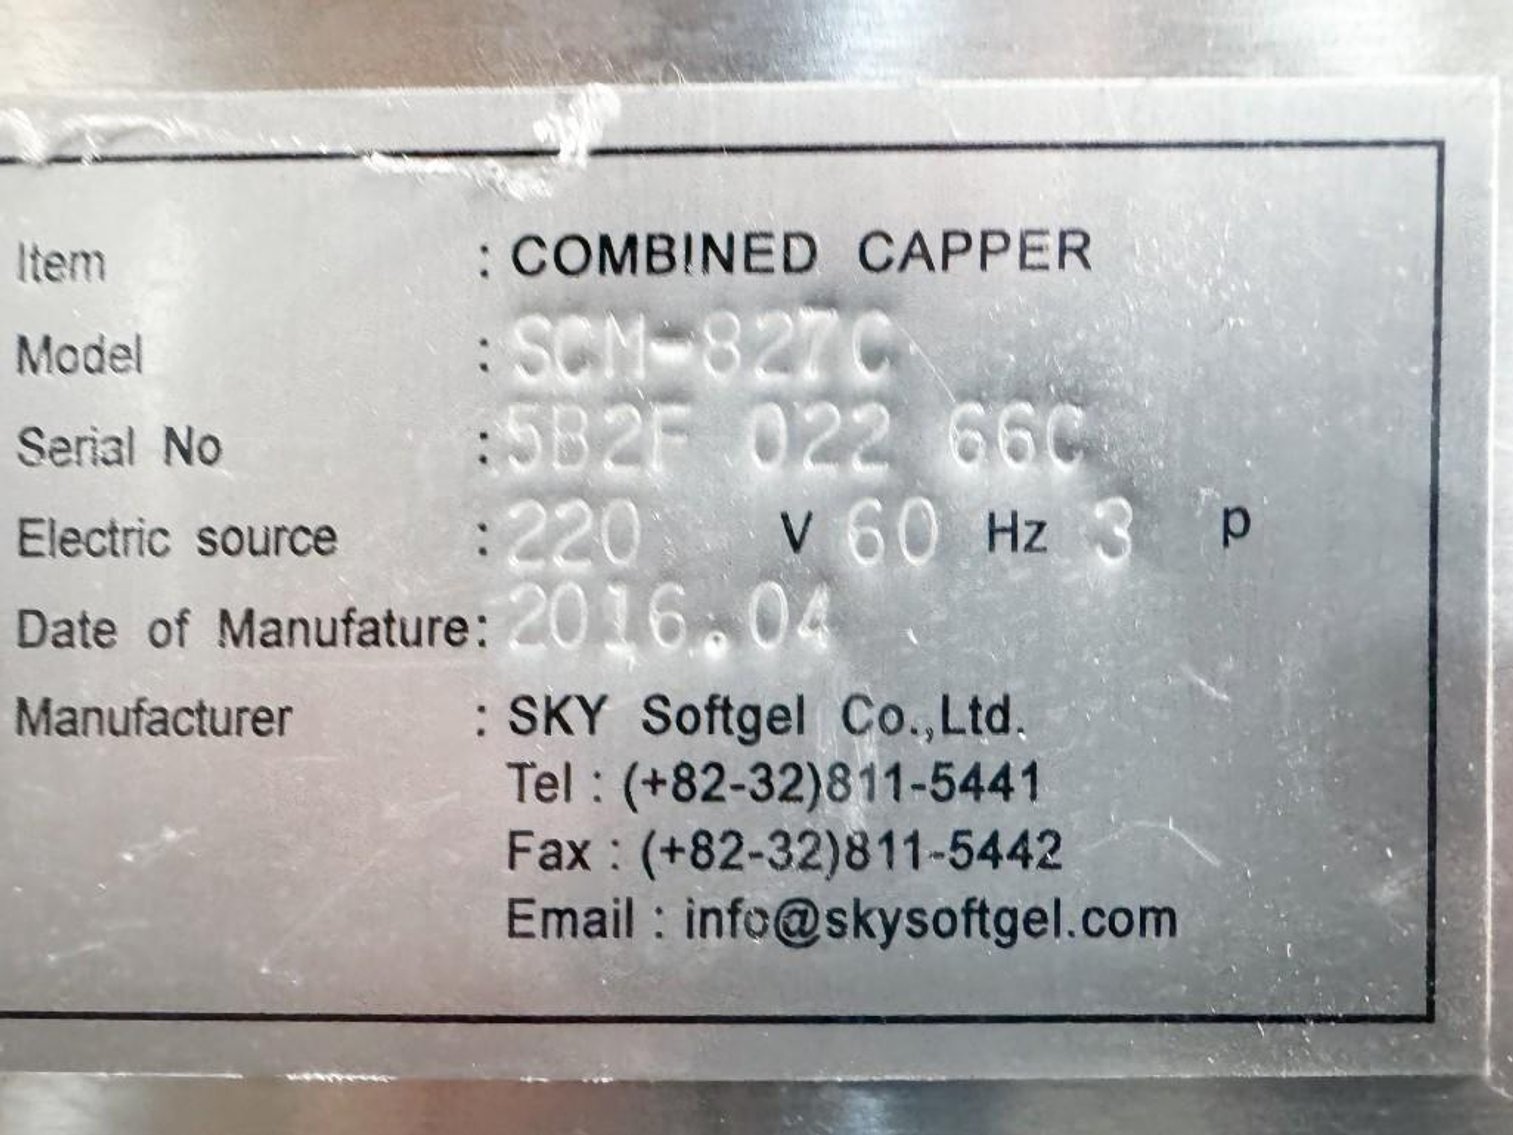 Item : COMBINED CAPPER
Model : SCM-827C
Serial No : 5B2F 022 66C
Electric source : 220 V 60 Hz 3 p
Date of Manufature: 2016.04
Manufacturer : SKY Softgel Co.,Ltd.
Tel : (+82-32)811-5441
Fax : (+82-32)811-5442
Email : info@skysoftgel.com